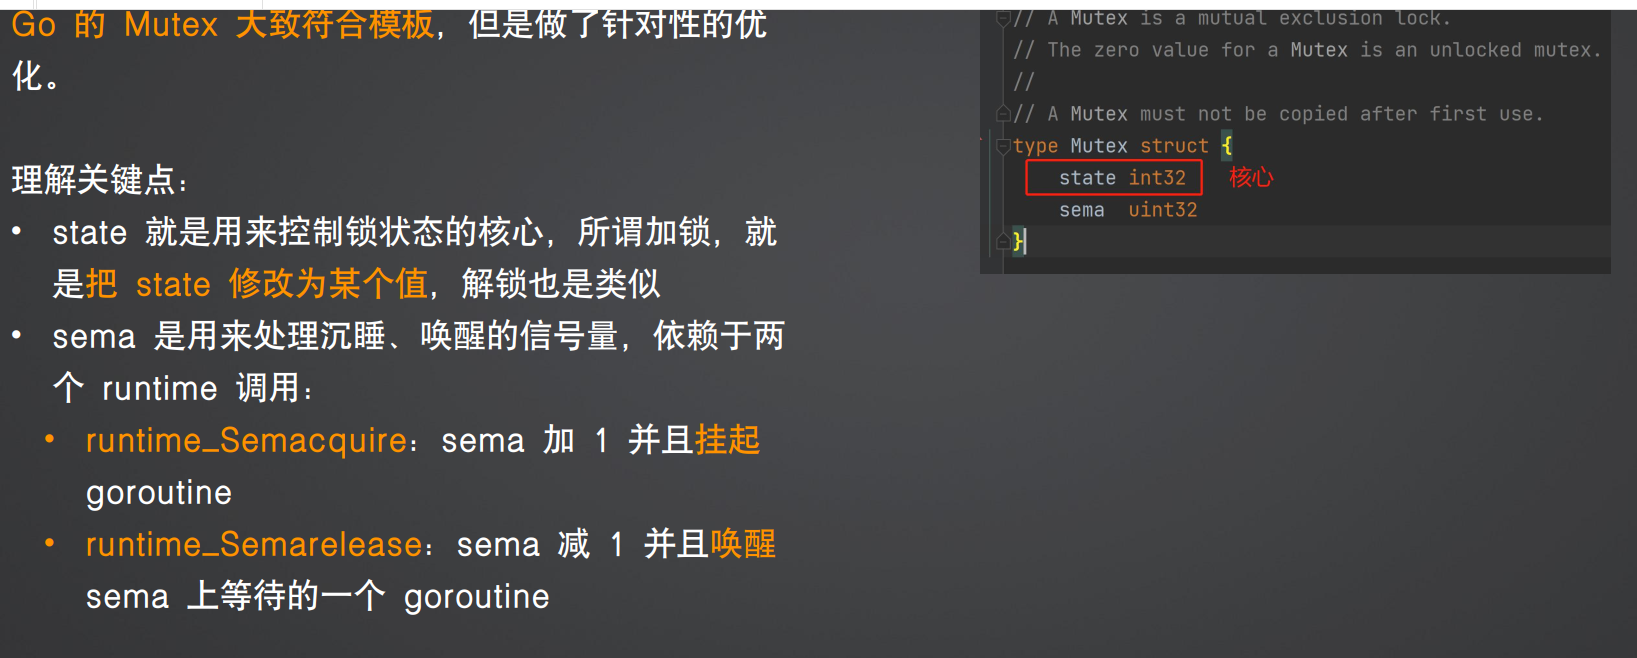 Go 的 Mutex 大致符合模板，但是做了针对性的优
化。
理解关键点：
• state 就是用来控制锁状态的核心，所谓加锁，就
是把 state 修改为某个值，解锁也是类似
• sema 是用来处理沉睡、唤醒的信号量，依赖于两
个 runtime 调用：
• runtime_Semacquire：sema 加 1 并且挂起
goroutine
• runtime_Semarelease：sema 减 1 并且唤醒
sema 上等待的一个 goroutine
// A Mutex is a mutual exclusion lock.
// The zero value for a Mutex is an unlocked mutex.
//
// A Mutex must not be copied after first use.
type Mutex struct {
state int32 核心
sema uint32
}